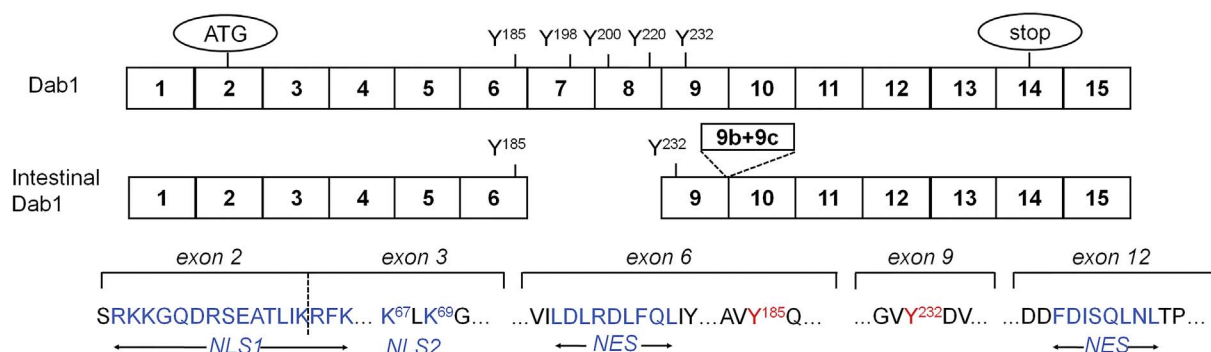 ATG stop
Y185 Y198 Y200 Y220 Y232
Dab1 1 2 3 4 5 6 7 8 9 10 11 12 13 14 15
9b+9c
Y185 Y232
Intestinal
Dab1 1 2 3 4 5 6 9 10 11 12 13 14 15
exon 2 exon 3 exon 6 exon 9 exon 12
SRKKGQDRSEATLIKRFK... K67LK69G... ...VILDLRDLFQLIY...AVY185Q... ...GVY232DV... ...DDFDISQLNLTP...
NLS1 NLS2 NES NES